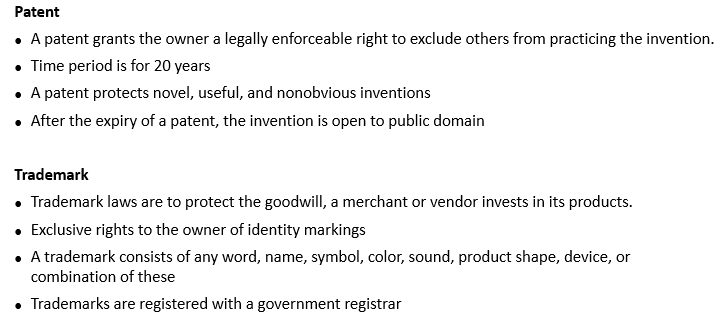 Patent
• A patent grants the owner a legally enforceable right to exclude others from practicing the invention.
• Time period is for 20 years
• A patent protects novel, useful, and nonobvious inventions
• After the expiry of a patent, the invention is open to public domain
Trademark
• Trademark laws are to protect the goodwill, a merchant or vendor invests in its products.
• Exclusive rights to the owner of identity markings
• A trademark consists of any word, name, symbol, color, sound, product shape, device, or
combination of these
• Trademarks are registered with a government registrar